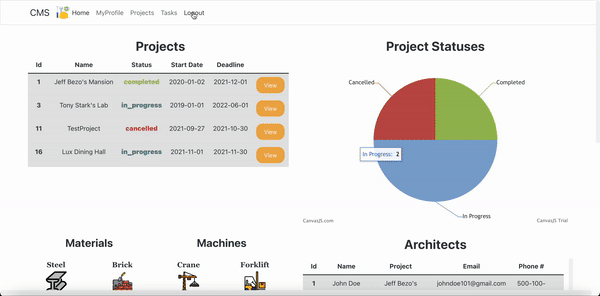 CMS Home MyProfile Projects Tasks Logout
Projects
Id Name Status Start Date Deadline
1 Jeff Bezo's Mansion completed 2020-01-02 2021-12-01 View
3 Tony Stark's Lab in_progress 2019-01-01 2022-06-01 View
11 TestProject cancelled 2021-09-27 2021-10-30 View
16 Lux Dining Hall in_progress 2021-11-01 2021-11-30 View
Project Statuses
Cancelled Completed
In Progress: 2
In Progress
CanvasJS.com CanvasJS Trial
Materials Machines
Steel Brick Crane Forklift
Architects
Id Name Project Email Phone #
1 John Doe Jeff Bezo's johndoe101@gmail.com 500-100-